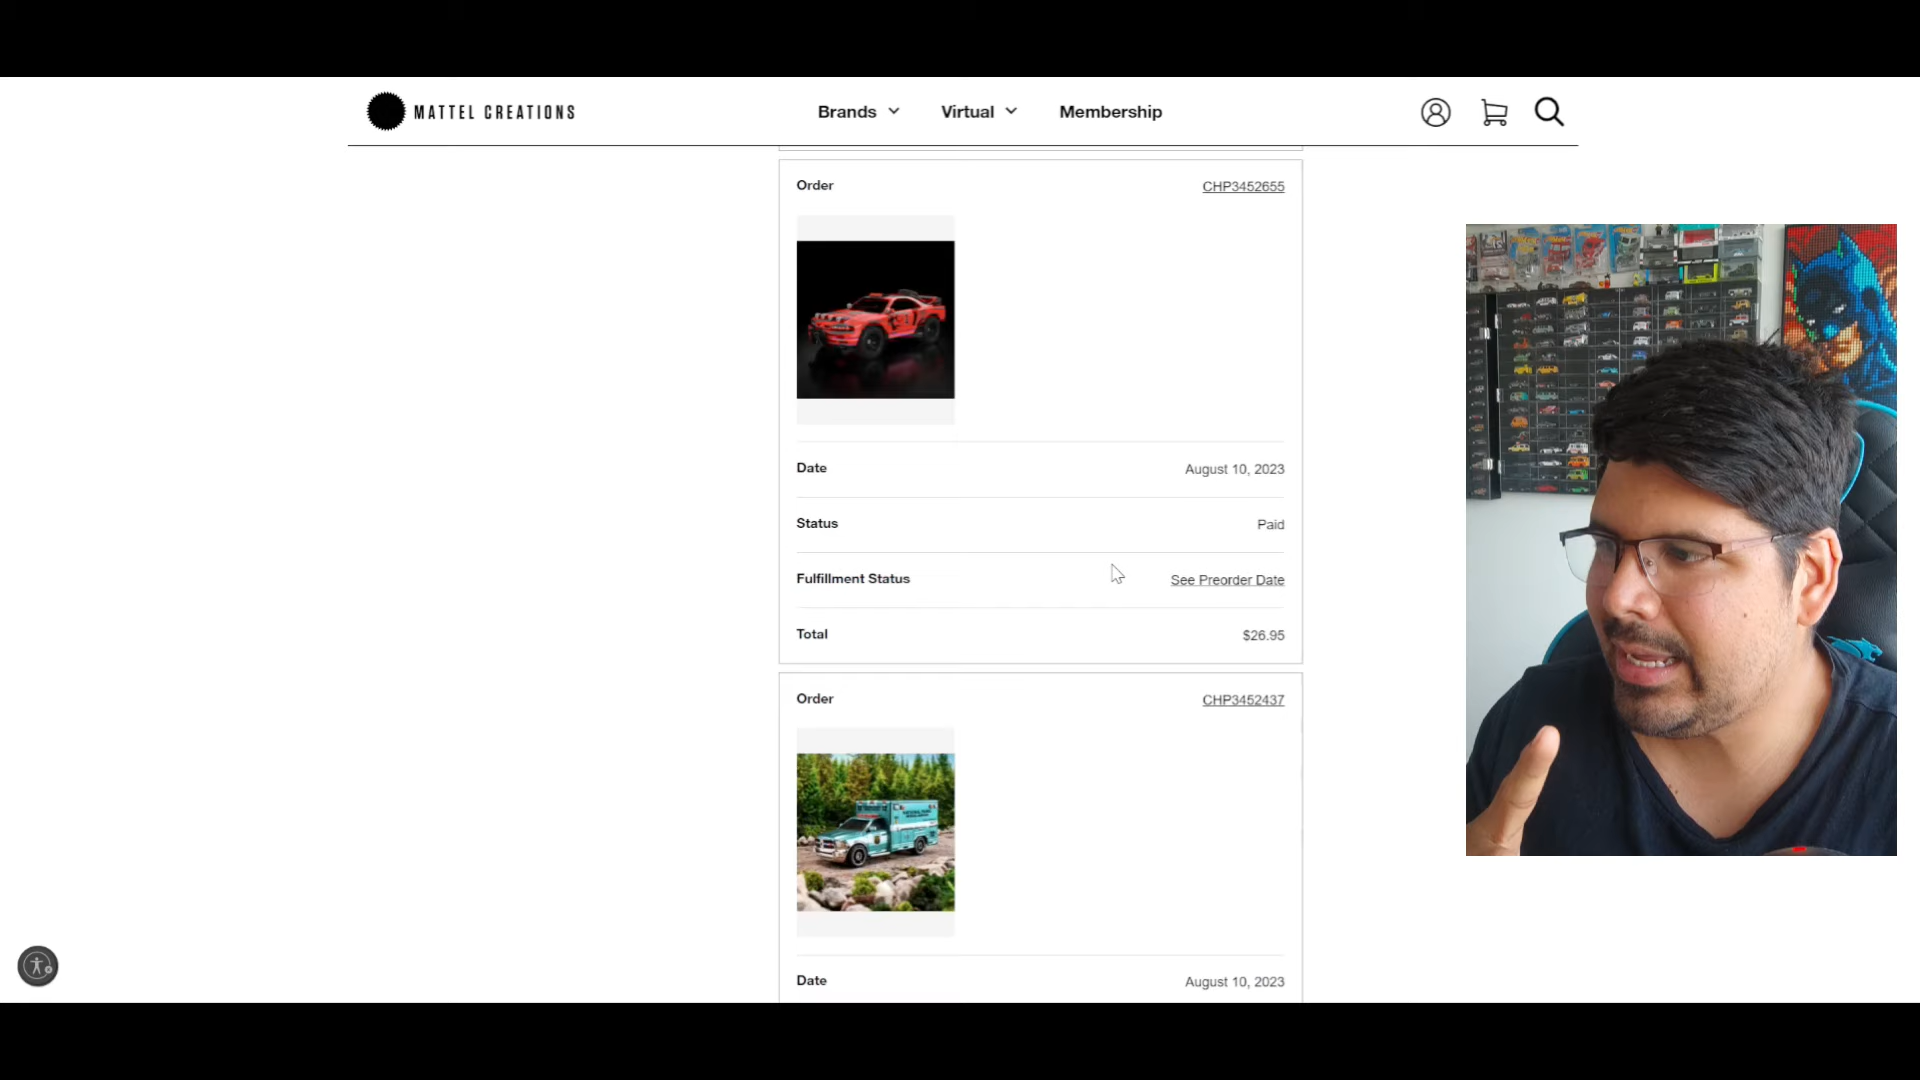 MATTEL CREATIONS
Brands
Virtual
Membership
Order
CHP3452655
Date
August 10, 2023
Status
Paid
Fulfillment Status
See Preorder Date
Total
$26.95
Order
CHP3452437
Date
August 10, 2023